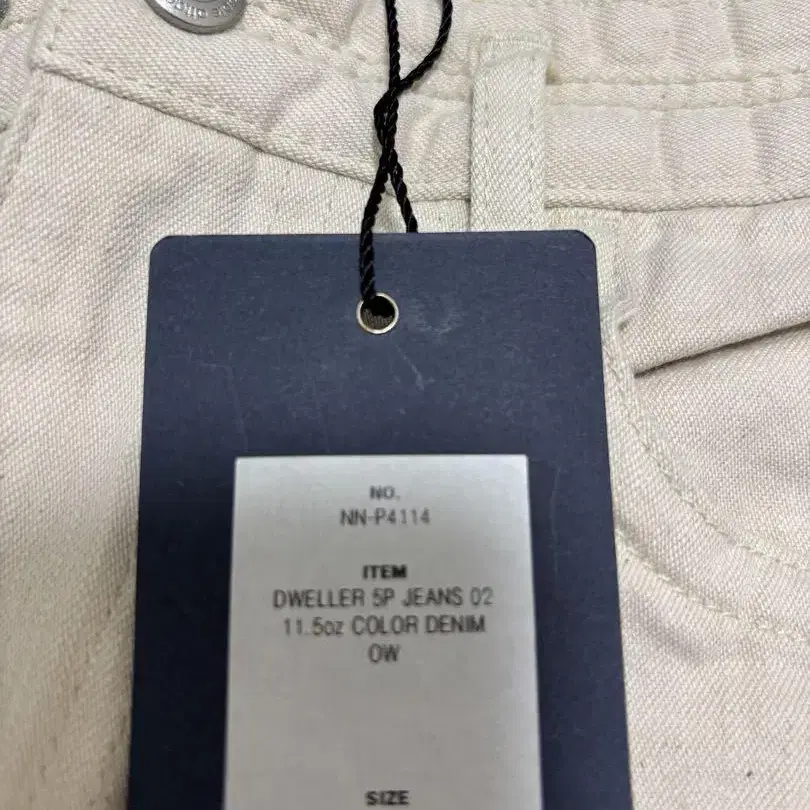 NO.
NN-P4114
ITEM
DWELLER 5P JEANS 02
11.5oz COLOR DENIM
OW
SIZE